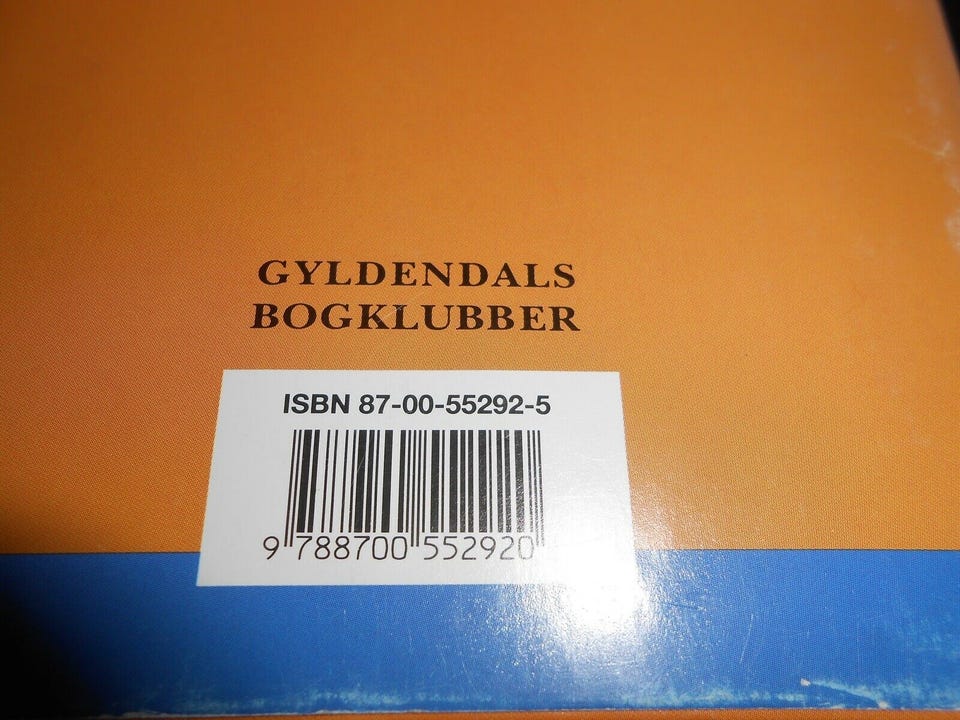 GYLDENDALS
BOGKLUBBER
ISBN 87-00-55292-5
9 788700 552920